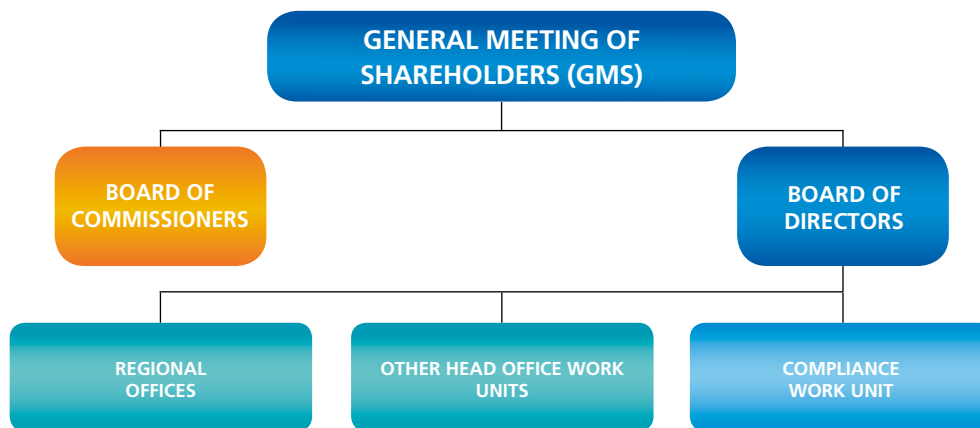 GENERAL MEETING OF
SHAREHOLDERS (GMS)
BOARD OF
COMMISSIONERS
BOARD OF
DIRECTORS
REGIONAL
OFFICES
OTHER HEAD OFFICE WORK
UNITS
COMPLIANCE
WORK UNIT